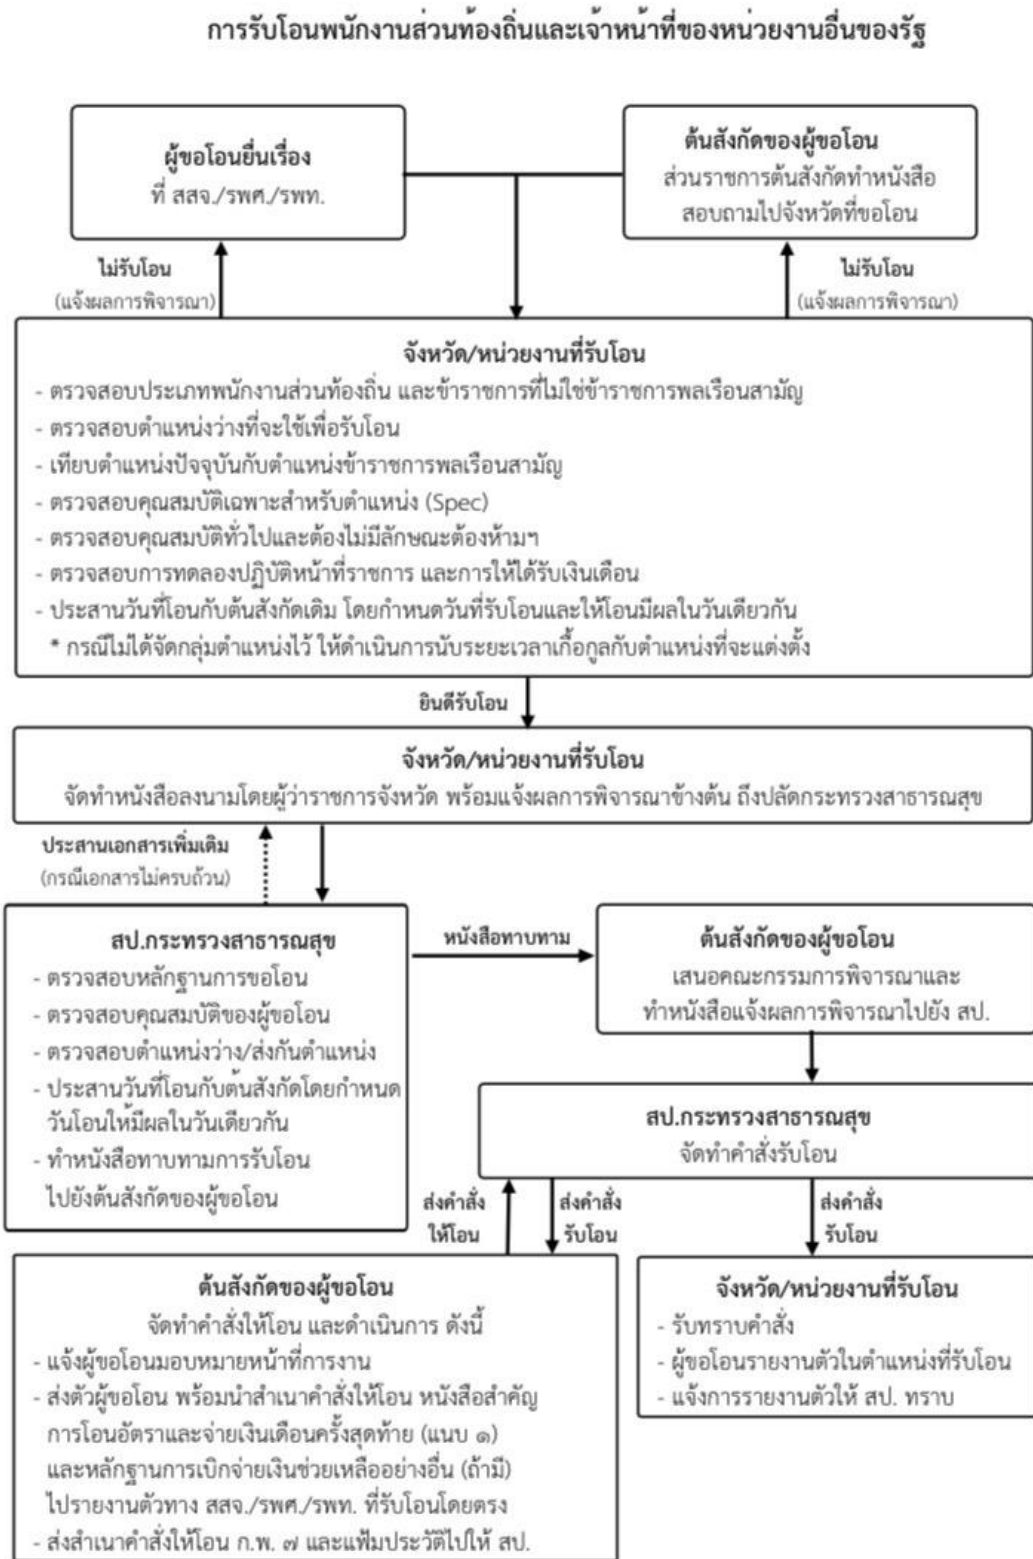 การรับโอนพนักงานส่วนท้องถิ่นและเจ้าหน้าที่ของหน่วยงานอื่นของรัฐ
ผู้ขอโอนยื่นเรื่อง
ที่ สสจ./รพศ./รพท.
ต้นสังกัดของผู้ขอโอน
ส่วนราชการต้นสังกัดทำหนังสือ
สอบถามไปจังหวัดที่ขอโอน
ไม่รับโอน
(แจ้งผลการพิจารณา)
ไม่รับโอน
(แจ้งผลการพิจารณา)
จังหวัด/หน่วยงานที่รับโอน
- ตรวจสอบประเภทพนักงานส่วนท้องถิ่น และข้าราชการที่ไม่ใช่ข้าราชการพลเรือนสามัญ
- ตรวจสอบตำแหน่งว่างที่จะใช้เพื่อรับโอน
- เทียบตำแหน่งปัจจุบันกับตำแหน่งข้าราชการพลเรือนสามัญ
- ตรวจสอบคุณสมบัติเฉพาะสำหรับตำแหน่ง (Spec)
- ตรวจสอบคุณสมบัติทั่วไปและต้องไม่มีลักษณะต้องห้ามฯ
- ตรวจสอบการทดลองปฏิบัติหน้าที่ราชการ และการให้ได้รับเงินเดือน
- ประสานวันที่โอนกับต้นสังกัดเดิม โดยกำหนดวันที่รับโอนและให้โอนมีผลในวันเดียวกัน
* กรณีไม่ได้จัดกลุ่มตำแหน่งไว้ ให้ดำเนินการนับระยะเวลาเกื้อกูลกับตำแหน่งที่จะแต่งตั้ง
ยินดีรับโอน
จังหวัด/หน่วยงานที่รับโอน
จัดทำหนังสือลงนามโดยผู้ว่าราชการจังหวัด พร้อมแจ้งผลการพิจารณาข้างต้น ถึงปลัดกระทรวงสาธารณสุข
ประสานเอกสารเพิ่มเติม
(กรณีเอกสารไม่ครบถ้วน)
สป.กระทรวงสาธารณสุข
- ตรวจสอบหลักฐานการขอโอน
- ตรวจสอบคุณสมบัติของผู้ขอโอน
- ตรวจสอบตำแหน่งว่าง/ส่งกันตำแหน่ง
- ประสานวันที่โอนกับต้นสังกัดโดยกำหนด
วันโอนให้มีผลในวันเดียวกัน
- ทำหนังสือทาบทามการรับโอน
ไปยังต้นสังกัดของผู้ขอโอน
หนังสือทาบทาม
ต้นสังกัดของผู้ขอโอน
เสนอคณะกรรมการพิจารณาและ
ทำหนังสือแจ้งผลการพิจารณาไปยัง สป.
สป.กระทรวงสาธารณสุข
จัดทำคำสั่งรับโอน
ส่งคำสั่ง
ให้โอน
ส่งคำสั่ง
รับโอน
ส่งคำสั่ง
รับโอน
ต้นสังกัดของผู้ขอโอน
จัดทำคำสั่งให้โอน และดำเนินการ ดังนี้
- แจ้งผู้ขอโอนมอบหมายหน้าที่การงาน
- ส่งตัวผู้ขอโอน พร้อมนำสำเนาคำสั่งให้โอน หนังสือสำคัญ
การโอนอัตราและจ่ายเงินเดือนครั้งสุดท้าย (แนบ ๑)
และหลักฐานการเบิกจ่ายเงินช่วยเหลืออย่างอื่น (ถ้ามี)
ไปรายงานตัวทาง สสจ./รพศ./รพท. ที่รับโอนโดยตรง
- ส่งสำเนาคำสั่งให้โอน ก.พ. ๗ และแฟ้มประวัติไปให้ สป.
จังหวัด/หน่วยงานที่รับโอน
- รับทราบคำสั่ง
- ผู้ขอโอนรายงานตัวในตำแหน่งที่รับโอน
- แจ้งการรายงานตัวให้ สป. ทราบ